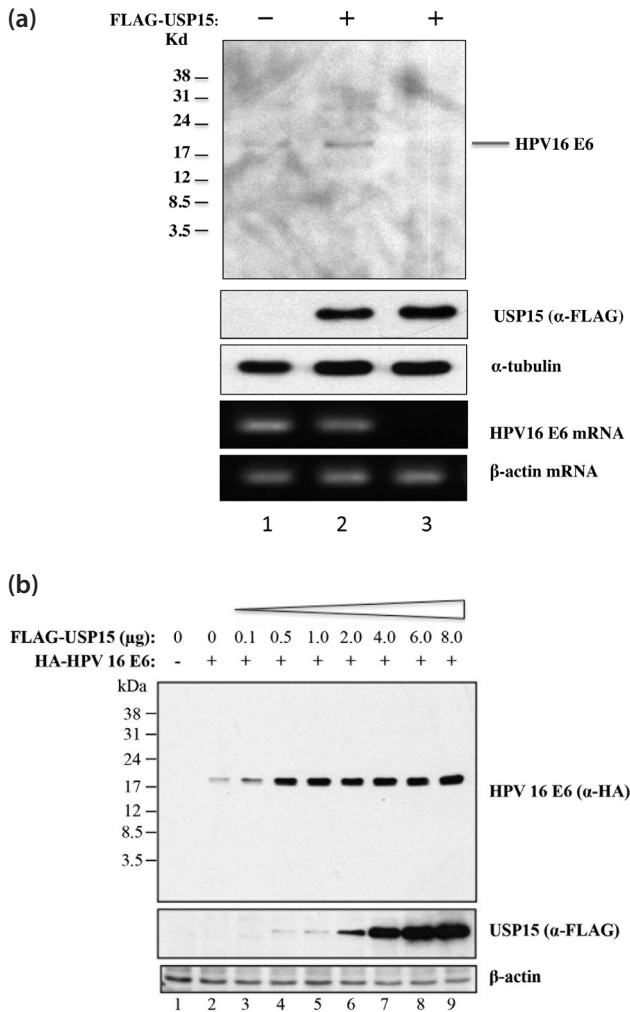 (a)
FLAG-USP15: – + +
Kd
38
31
24
17
12
8.5
3.5
HPV16 E6
USP15 (α-FLAG)
α-tubulin
HPV16 E6 mRNA
β-actin mRNA
1 2 3
(b)
FLAG-USP15 (µg): 0 0 0.1 0.5 1.0 2.0 4.0 6.0 8.0
HA-HPV 16 E6: - + + + + + + + +
kDa
38
31
24
17
12
8.5
3.5
HPV 16 E6 (α-HA)
USP15 (α-FLAG)
β-actin
1 2 3 4 5 6 7 8 9